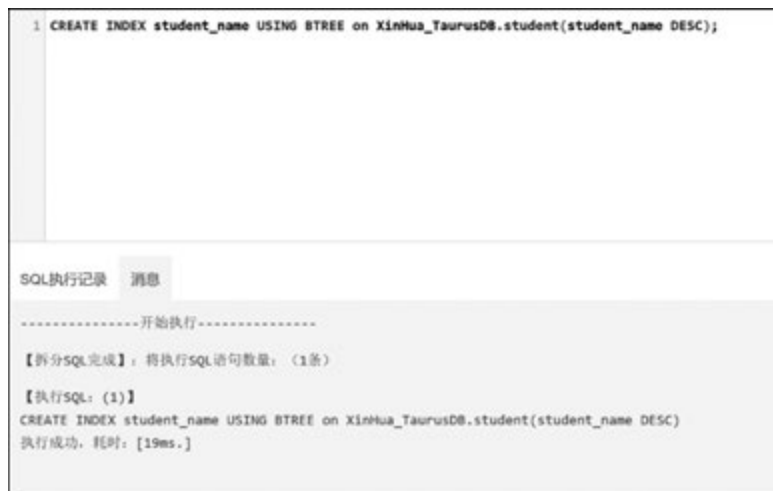 1 CREATE INDEX student_name USING BTREE on XinHua_TaurusDB.student(student_name DESC);
SQL执行记录 消息
---------------开始执行---------------
【拆分SQL完成】：将执行SQL语句数量：（1条）
【执行SQL：(1)】
CREATE INDEX student_name USING BTREE on XinHua_TaurusDB.student(student_name DESC)
执行成功，耗时：[19ms.]